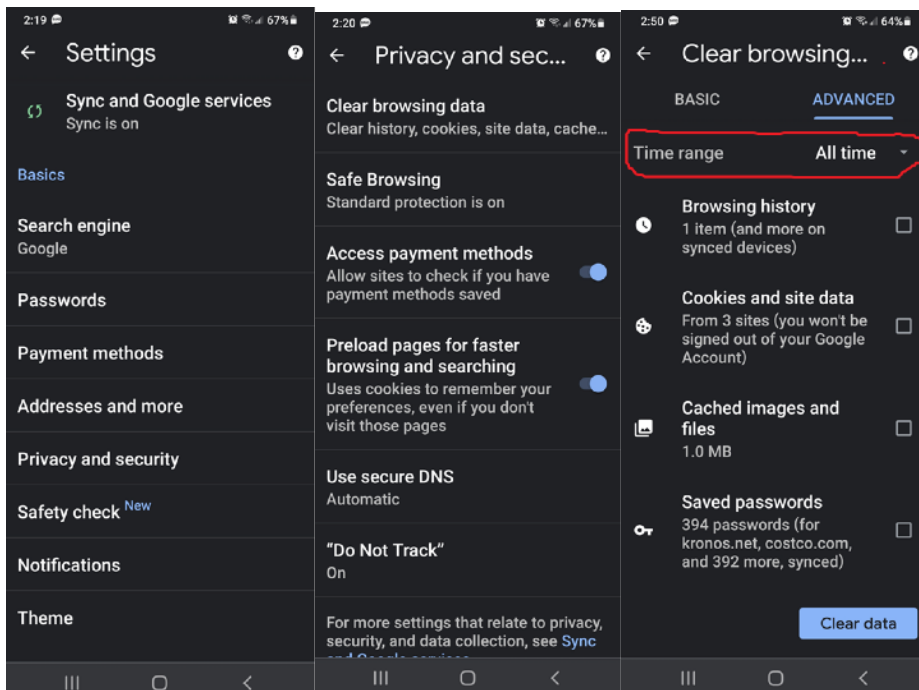 2:19 67%
Settings
Sync and Google services
Sync is on
Basics
Search engine
Google
Passwords
Payment methods
Addresses and more
Privacy and security
Safety check New
Notifications
Theme
2:20 67%
Privacy and sec...
Clear browsing data
Clear history, cookies, site data, cache...
Safe Browsing
Standard protection is on
Access payment methods
Allow sites to check if you have
payment methods saved
Preload pages for faster
browsing and searching
Uses cookies to remember your
preferences, even if you don't
visit those pages
Use secure DNS
Automatic
“Do Not Track”
On
For more settings that relate to privacy,
security, and data collection, see Sync
and Google services
2:50 64%
Clear browsing...
BASIC ADVANCED
Time range All time
Browsing history
1 item (and more on
synced devices)
Cookies and site data
From 3 sites (you won't be
signed out of your Google
Account)
Cached images and
files
1.0 MB
Saved passwords
394 passwords (for
kronos.net, costco.com,
and 392 more, synced)
Clear data